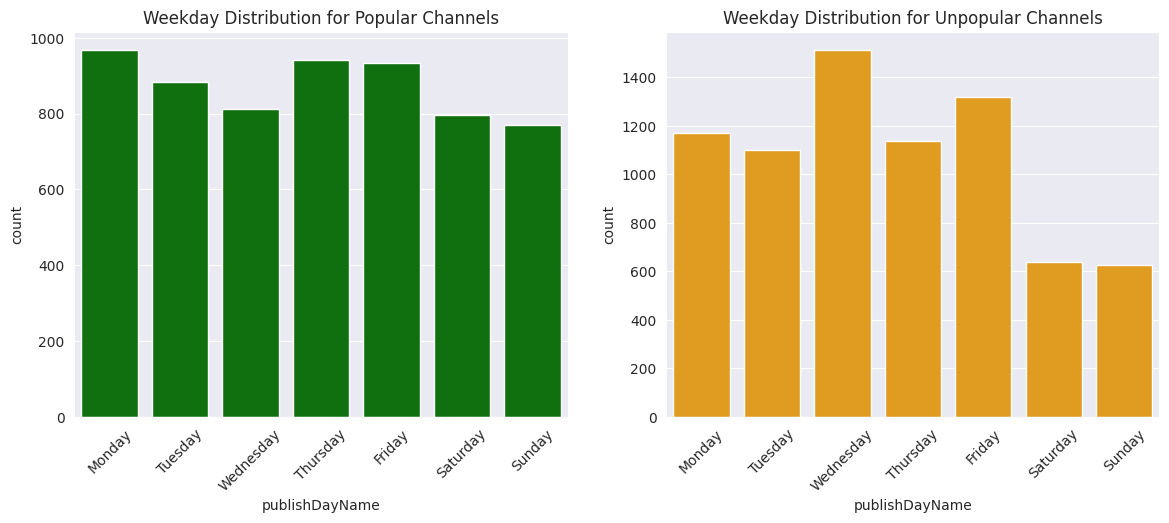 Weekday Distribution for Popular Channels
1000
800
600
400
200
0
count
Monday
Tuesday
Wednesday
Thursday
Friday
Saturday
Sunday
publishDayName
Weekday Distribution for Unpopular Channels
1400
1200
1000
800
600
400
200
0
count
Monday
Tuesday
Wednesday
Thursday
Friday
Saturday
Sunday
publishDayName